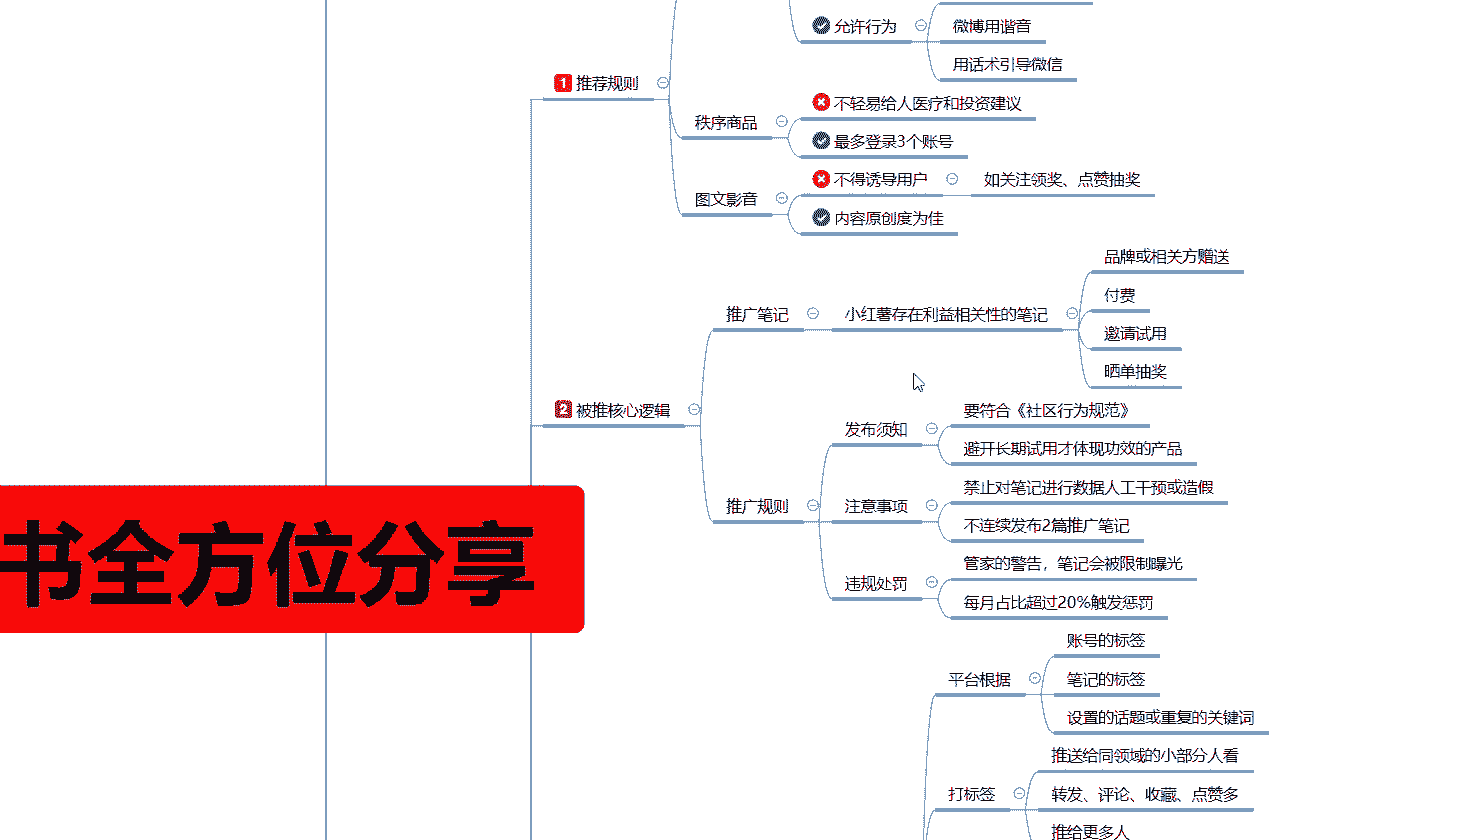 允许行为
微博用谐音
用话术引导微信
1 推荐规则
秩序商品
不轻易给人医疗和投资建议
最多登录3个账号
图文影音
不得诱导用户
如关注领奖、点赞抽奖
内容原创度为佳
2 被推核心逻辑
推广笔记
小红薯存在利益相关性的笔记
品牌或相关方赠送
付费
邀请试用
晒单抽奖
推广规则
发布须知
要符合《社区行为规范》
避开长期试用才体现功效的产品
注意事项
禁止对笔记进行数据人工干预或造假
不连续发布2篇推广笔记
违规处罚
管家的警告，笔记会被限制曝光
每月占比超过20%触发惩罚
书全方位分享
平台根据
账号的标签
笔记的标签
设置的话题或重复的关键词
打标签
推送给同领域的小部分人看
转发、评论、收藏、点赞多
推给更多人